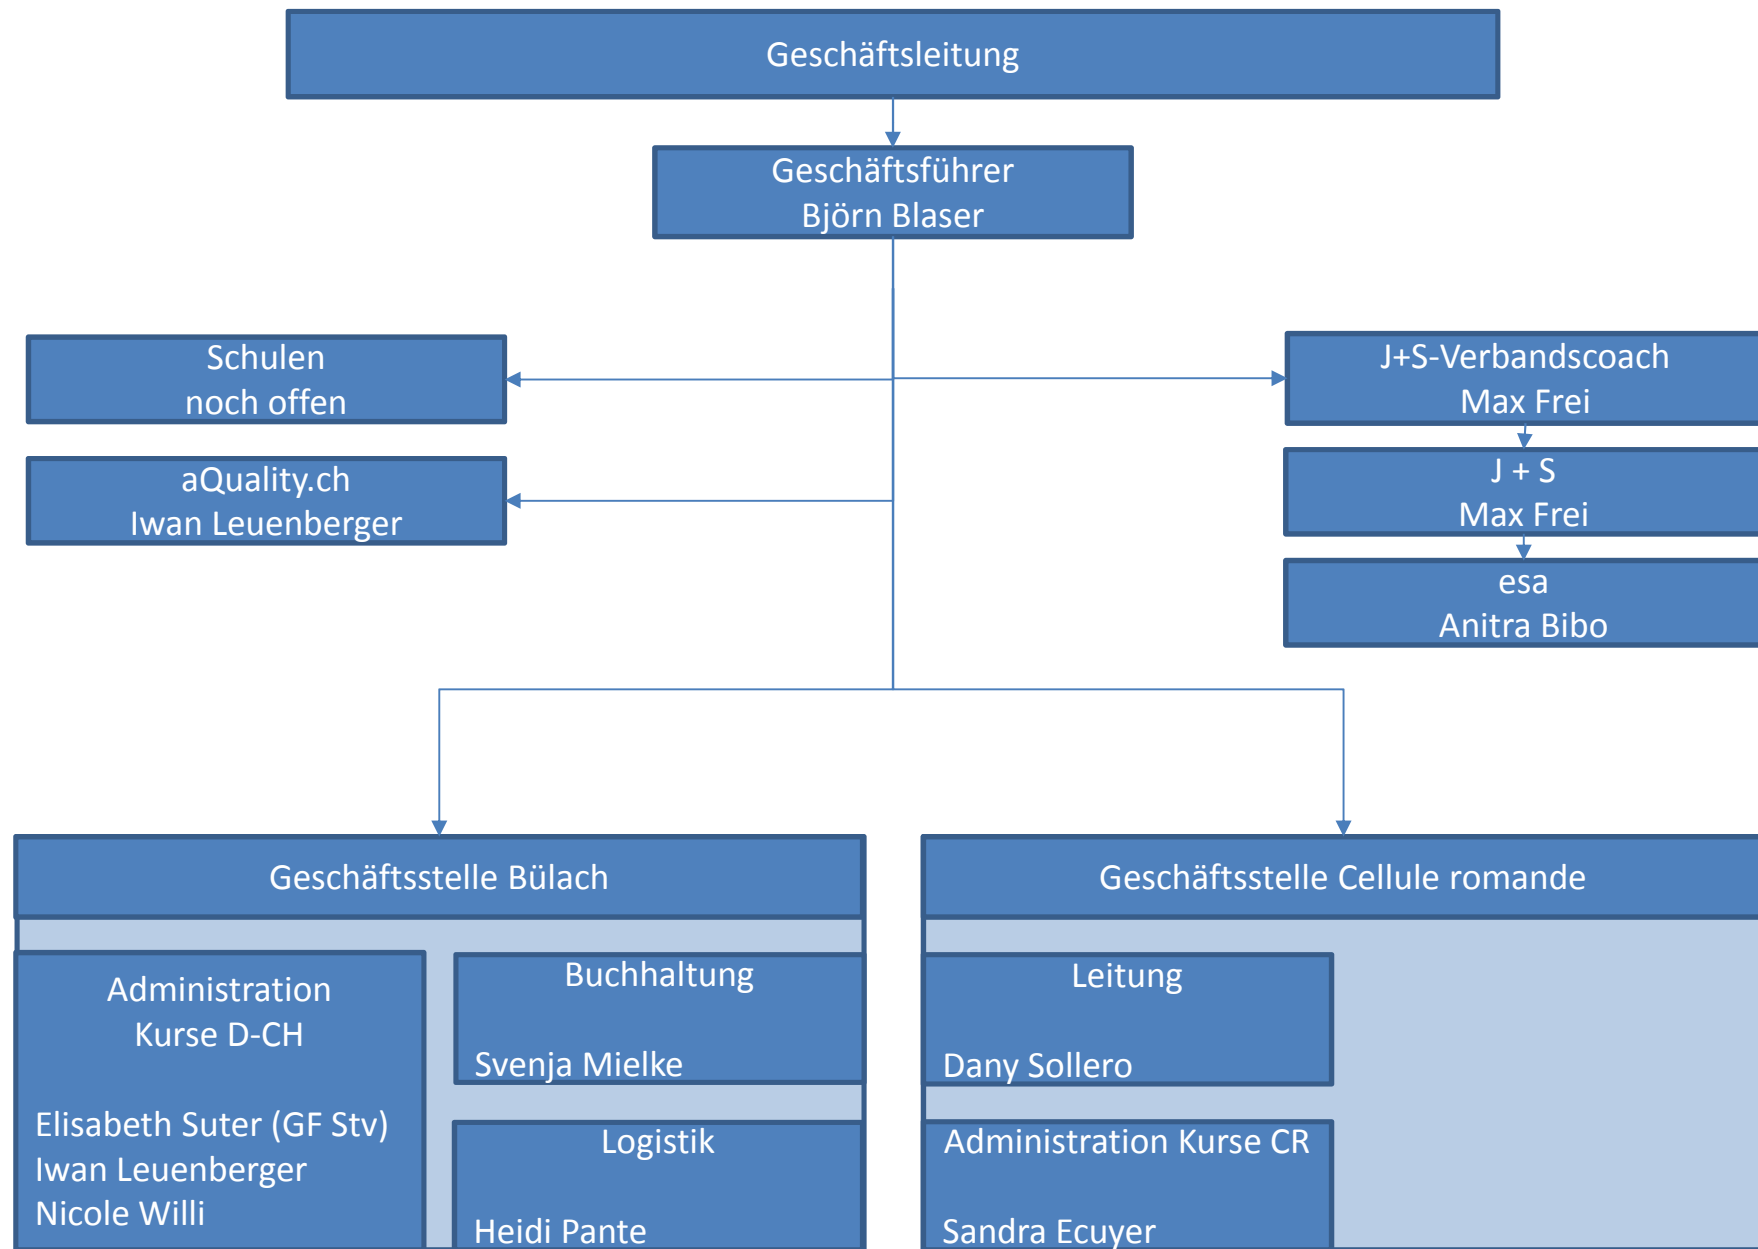 Geschäftsleitung
Geschäftsführer
Björn Blaser
Schulen
noch offen
aQuality.ch
Iwan Leuenberger
J+S-Verbandscoach
Max Frei
J + S
Max Frei
esa
Anitra Bibo
Geschäftsstelle Bülach
Administration
Kurse D-CH
Elisabeth Suter (GF Stv)
Iwan Leuenberger
Nicole Willi
Buchhaltung
Svenja Mielke
Logistik
Heidi Pante
Geschäftsstelle Cellule romande
Leitung
Dany Sollero
Administration Kurse CR
Sandra Ecuyer